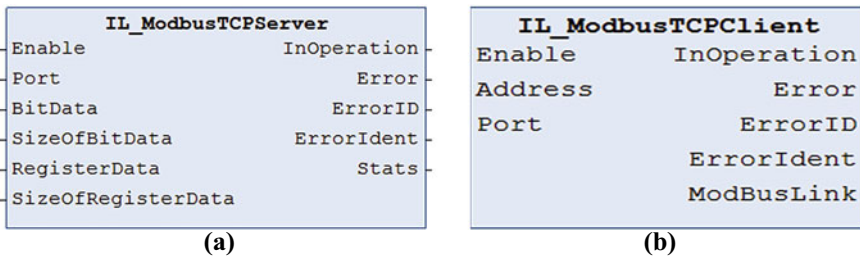 IL_ModbusTCPServer
Enable InOperation
Port Error
BitData ErrorID
SizeOfBitData ErrorIdent
RegisterData Stats
SizeOfRegisterData
(a)
IL_ModbusTCPClient
Enable InOperation
Address Error
Port ErrorID
ErrorIdent
ModBusLink
(b)